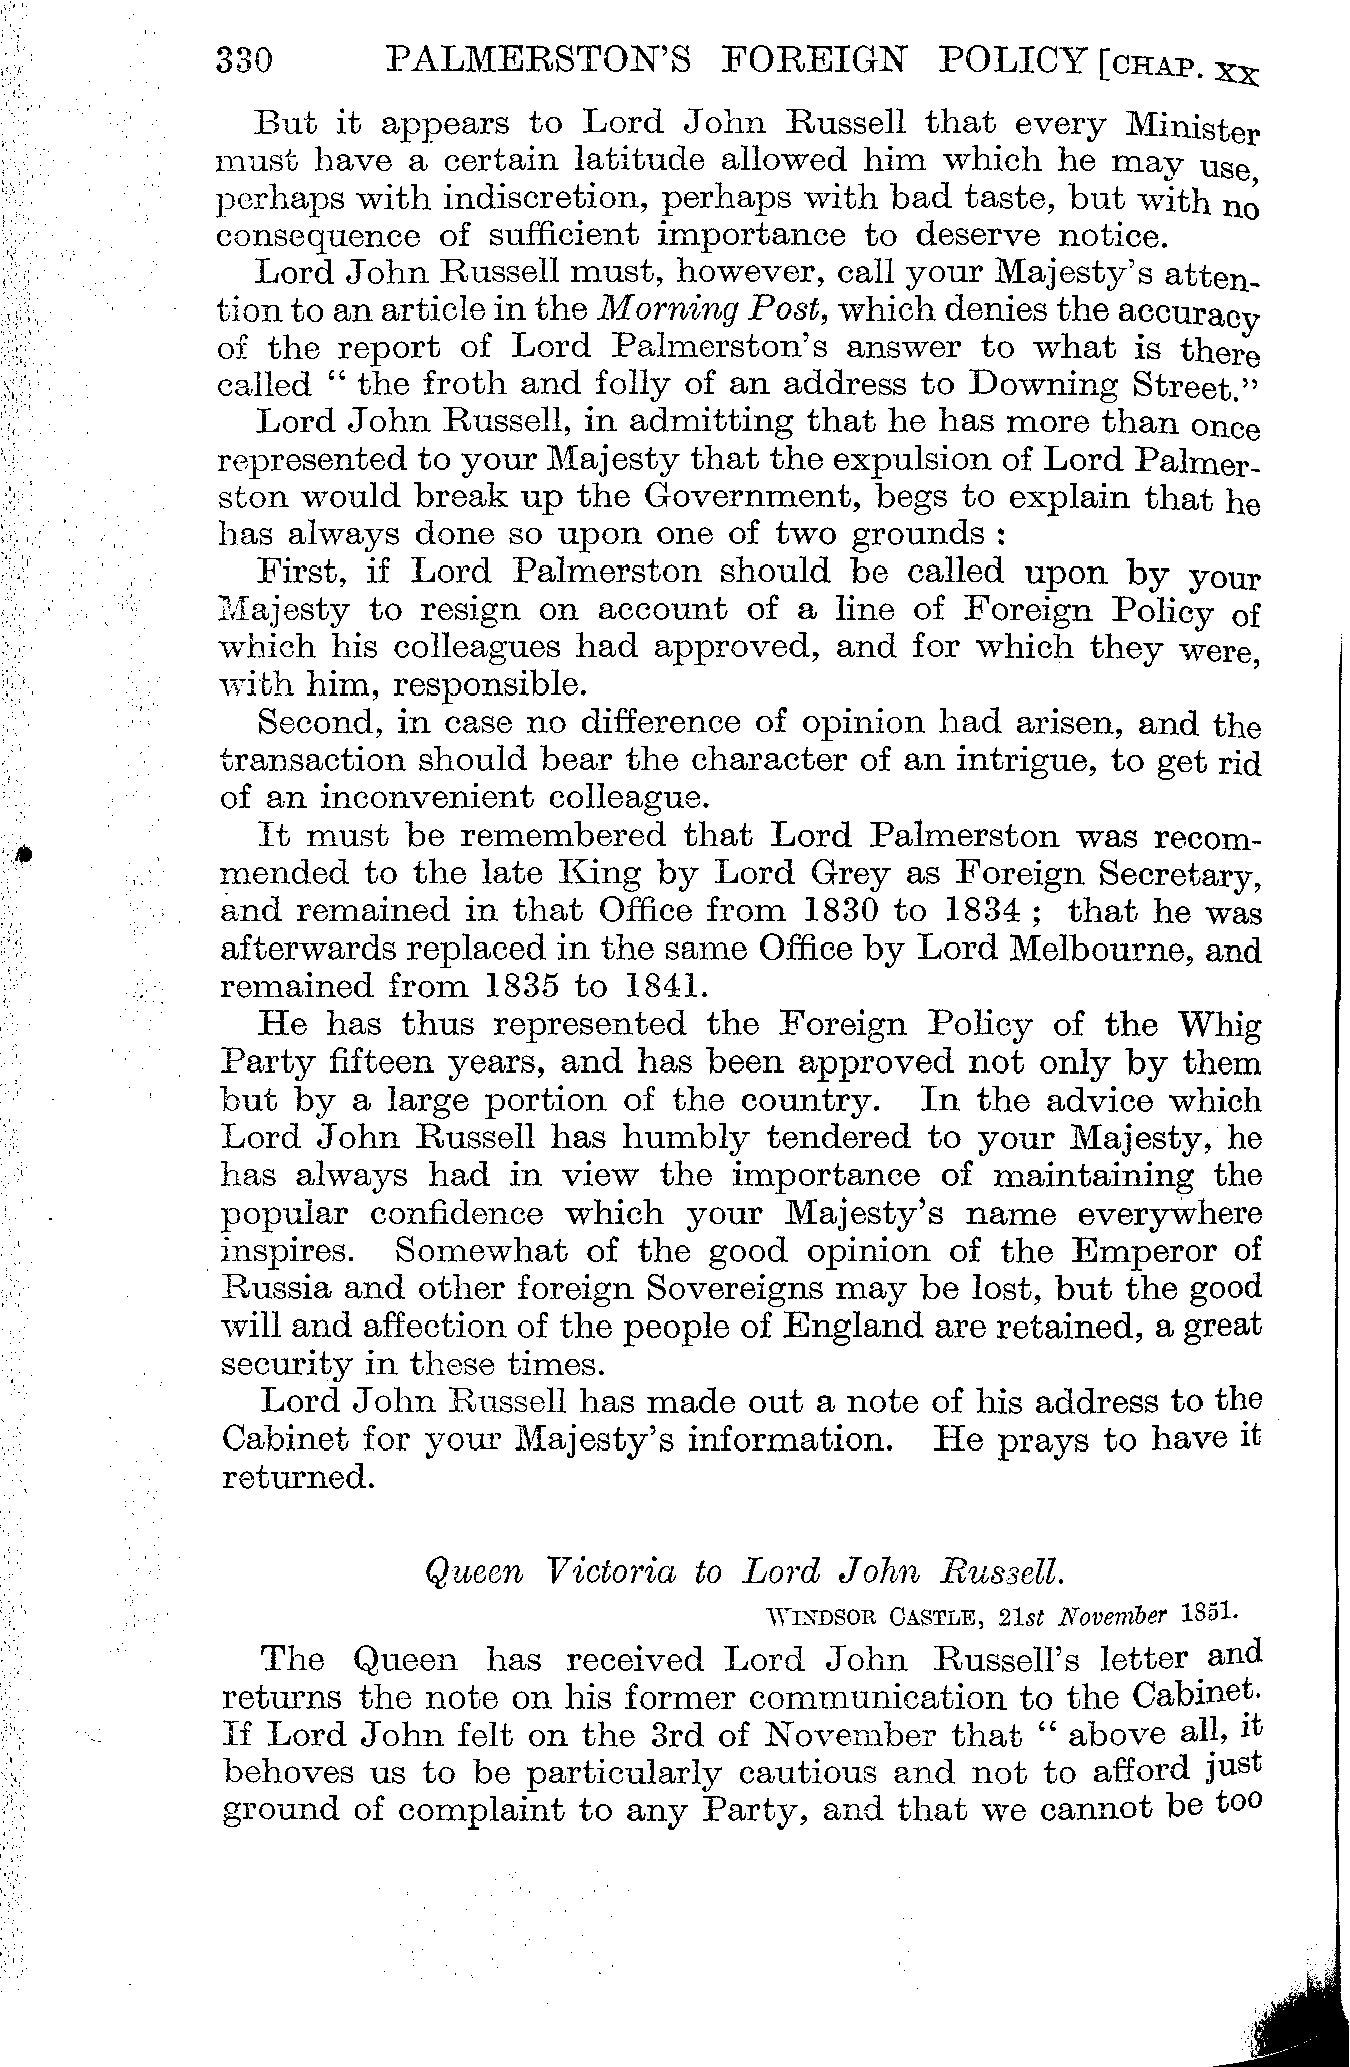 330 PALMERSTON'S FOREIGN POLICY [CHAP. XX
But it appears to Lord John Russell that every Minister
must have a certain latitude allowed him which he may use,
perhaps with indiscretion, perhaps with bad taste, but with no
consequence of sufficient importance to deserve notice.
Lord John Russell must, however, call your Majesty's atten-
tion to an article in the Morning Post, which denies the accuracy
of the report of Lord Palmerston's answer to what is there
called “ the froth and folly of an address to Downing Street.”
Lord John Russell, in admitting that he has more than once
represented to your Majesty that the expulsion of Lord Palmer-
ston would break up the Government, begs to explain that he
has always done so upon one of two grounds :
First, if Lord Palmerston should be called upon by your
Majesty to resign on account of a line of Foreign Policy of
which his colleagues had approved, and for which they were,
with him, responsible.
Second, in case no difference of opinion had arisen, and the
transaction should bear the character of an intrigue, to get rid
of an inconvenient colleague.
It must be remembered that Lord Palmerston was recom-
mended to the late King by Lord Grey as Foreign Secretary,
and remained in that Office from 1830 to 1834 ; that he was
afterwards replaced in the same Office by Lord Melbourne, and
remained from 1835 to 1841.
He has thus represented the Foreign Policy of the Whig
Party fifteen years, and has been approved not only by them
but by a large portion of the country. In the advice which
Lord John Russell has humbly tendered to your Majesty, he
has always had in view the importance of maintaining the
popular confidence which your Majesty's name everywhere
inspires. Somewhat of the good opinion of the Emperor of
Russia and other foreign Sovereigns may be lost, but the good
will and affection of the people of England are retained, a great
security in these times.
Lord John Russell has made out a note of his address to the
Cabinet for your Majesty's information. He prays to have it
returned.
Queen Victoria to Lord John Russell.
WINDSOR CASTLE, 21st November 1851.
The Queen has received Lord John Russell's letter and
returns the note on his former communication to the Cabinet.
If Lord John felt on the 3rd of November that “ above all, it
behoves us to be particularly cautious and not to afford just
ground of complaint to any Party, and that we cannot be too